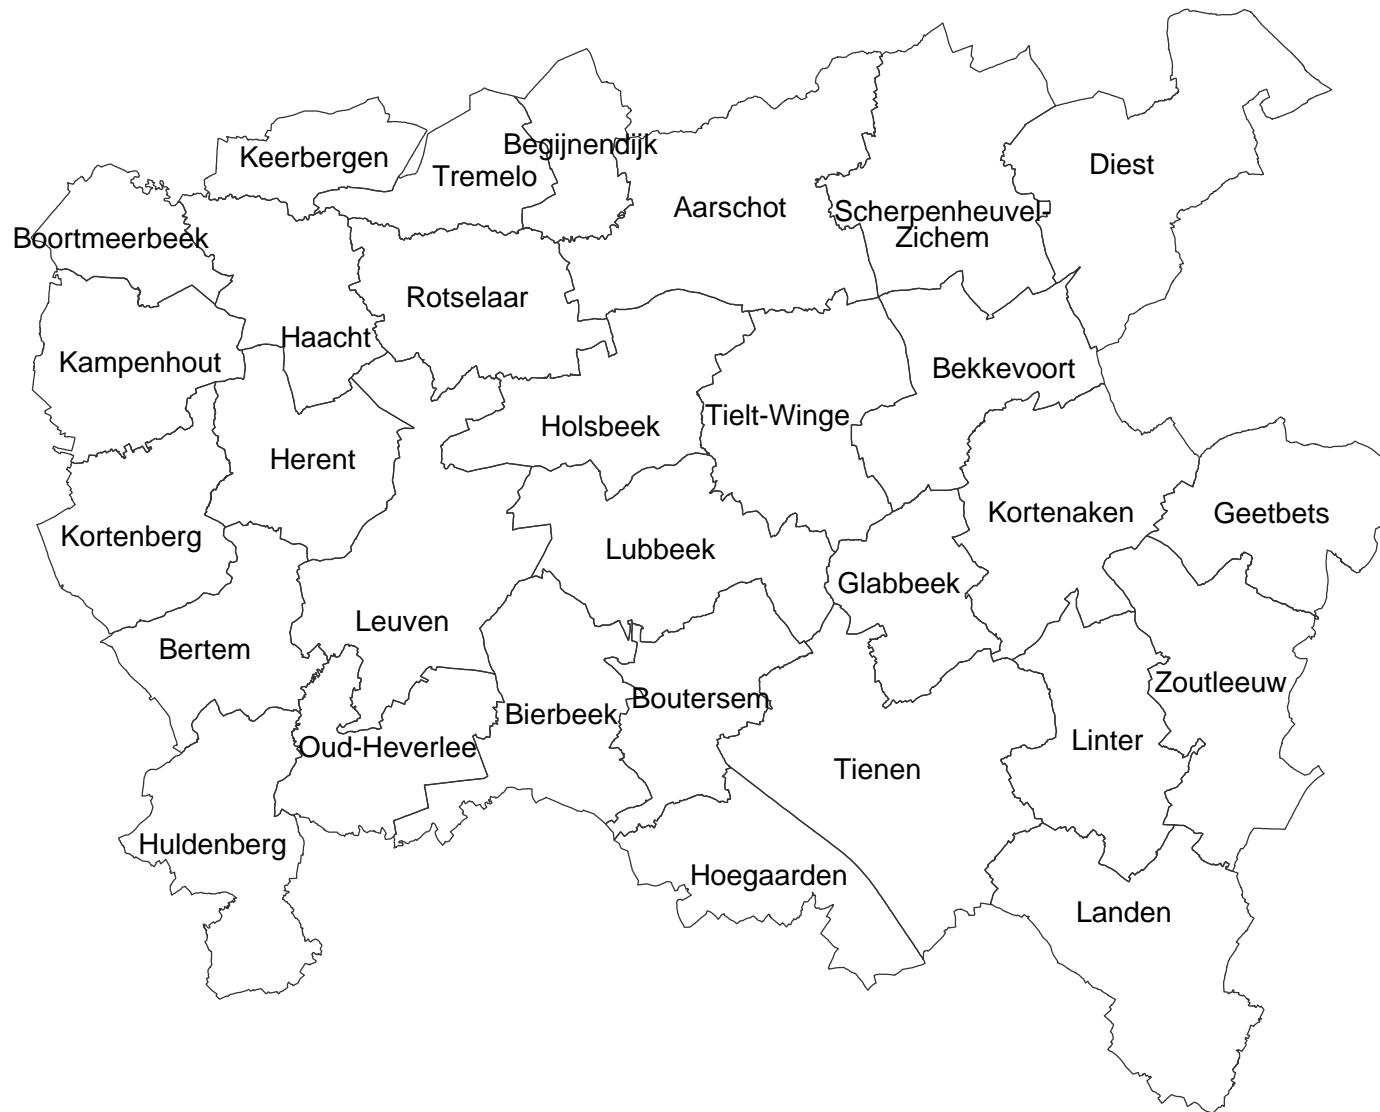 Begijnendijk
Keerbergen
Diest
Tremelo
Aarschot
Scherpenheuvel-
Zichem
Boortmeerbeek
Rotselaar
Haacht
Kampenhout
Bekkevoort
Tielt-Winge
Holsbeek
Herent
Kortenaken
Geetbets
Kortenberg
Lubbeek
Glabbeek
Leuven
Bertem
Zoutleeuw
Boutersem
Bierbeek
Linter
Oud-Heverlee
Tienen
Huldenberg
Hoegaarden
Landen